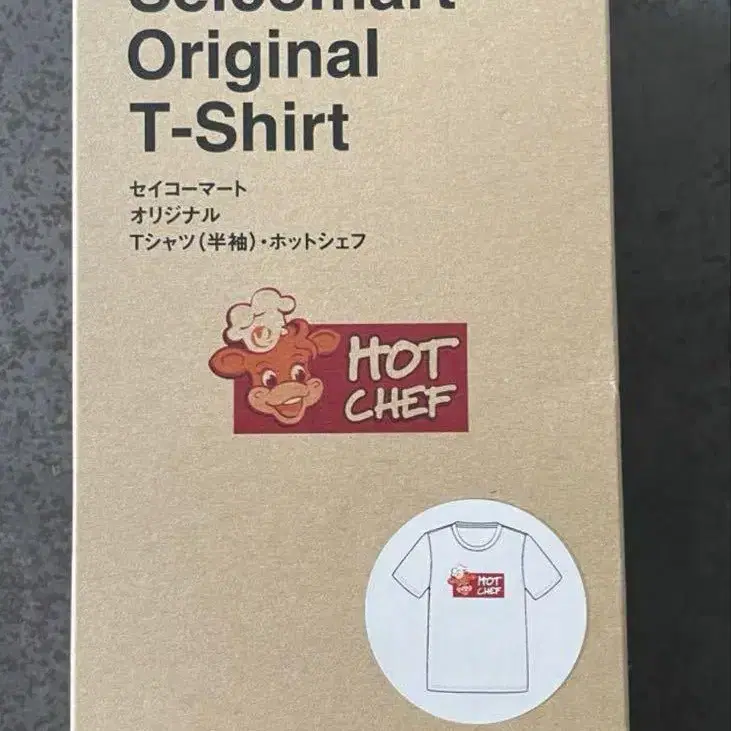 Seicomart
Original
T-Shirt
セイコーマート
オリジナル
Tシャツ(半袖)・ホットシェフ
HOT
CHEF
HOT
CHEF